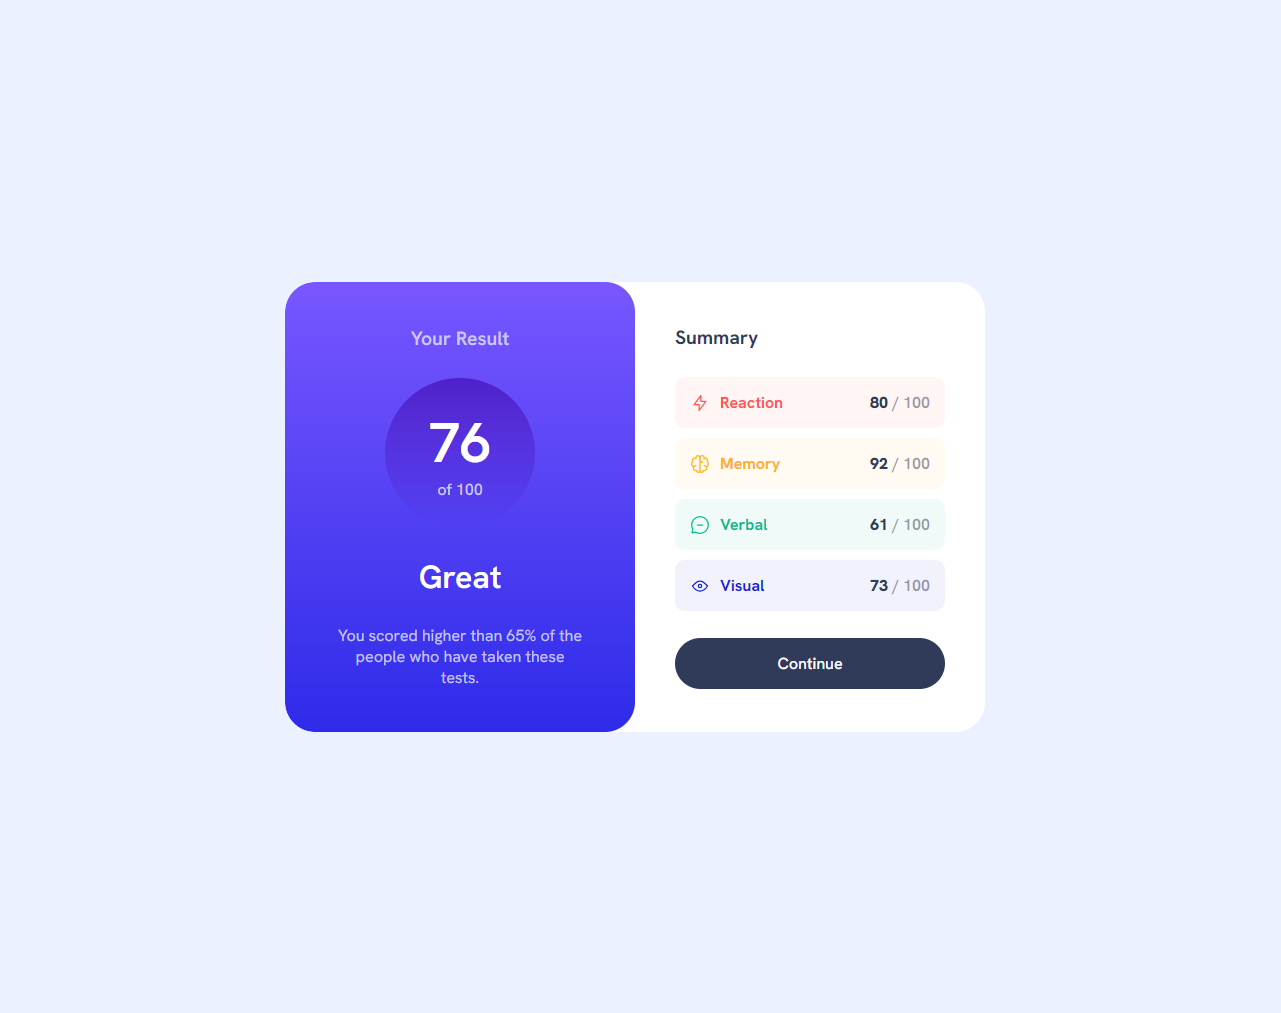 Your Result
76
of 100
Great
You scored higher than 65% of the
people who have taken these
tests.
Summary
Reaction 80 / 100
Memory 92 / 100
Verbal 61 / 100
Visual 73 / 100
Continue